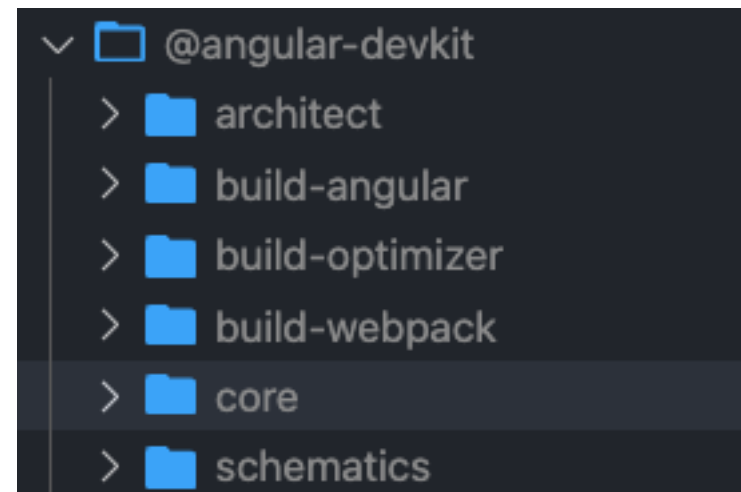 @angular-devkit
architect
build-angular
build-optimizer
build-webpack
core
schematics